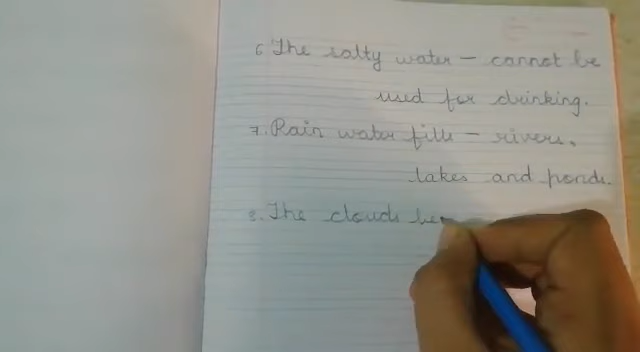 6 The salty water – cannot be
used for drinking.
7. Rain water fills – rivers,
lakes and ponds.
8. The clouds be